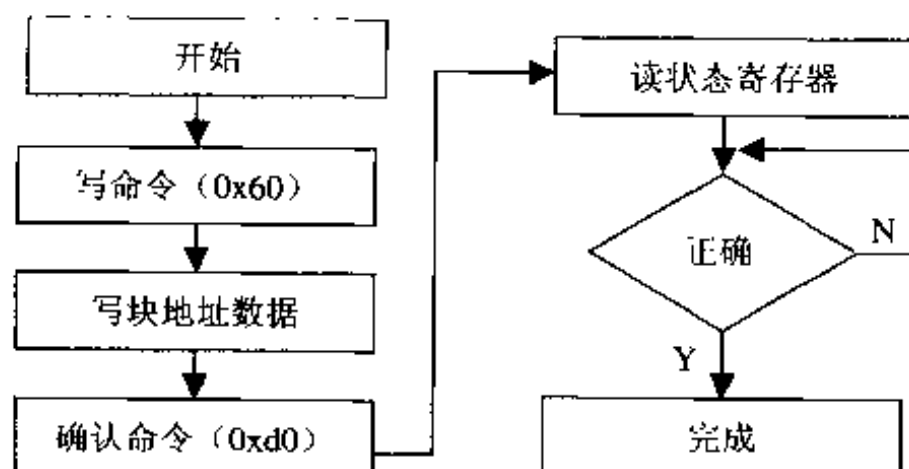 开始
写命令（0x60）
写块地址数据
确认命令（0xd0）
读状态寄存器
正确
N
Y
完成